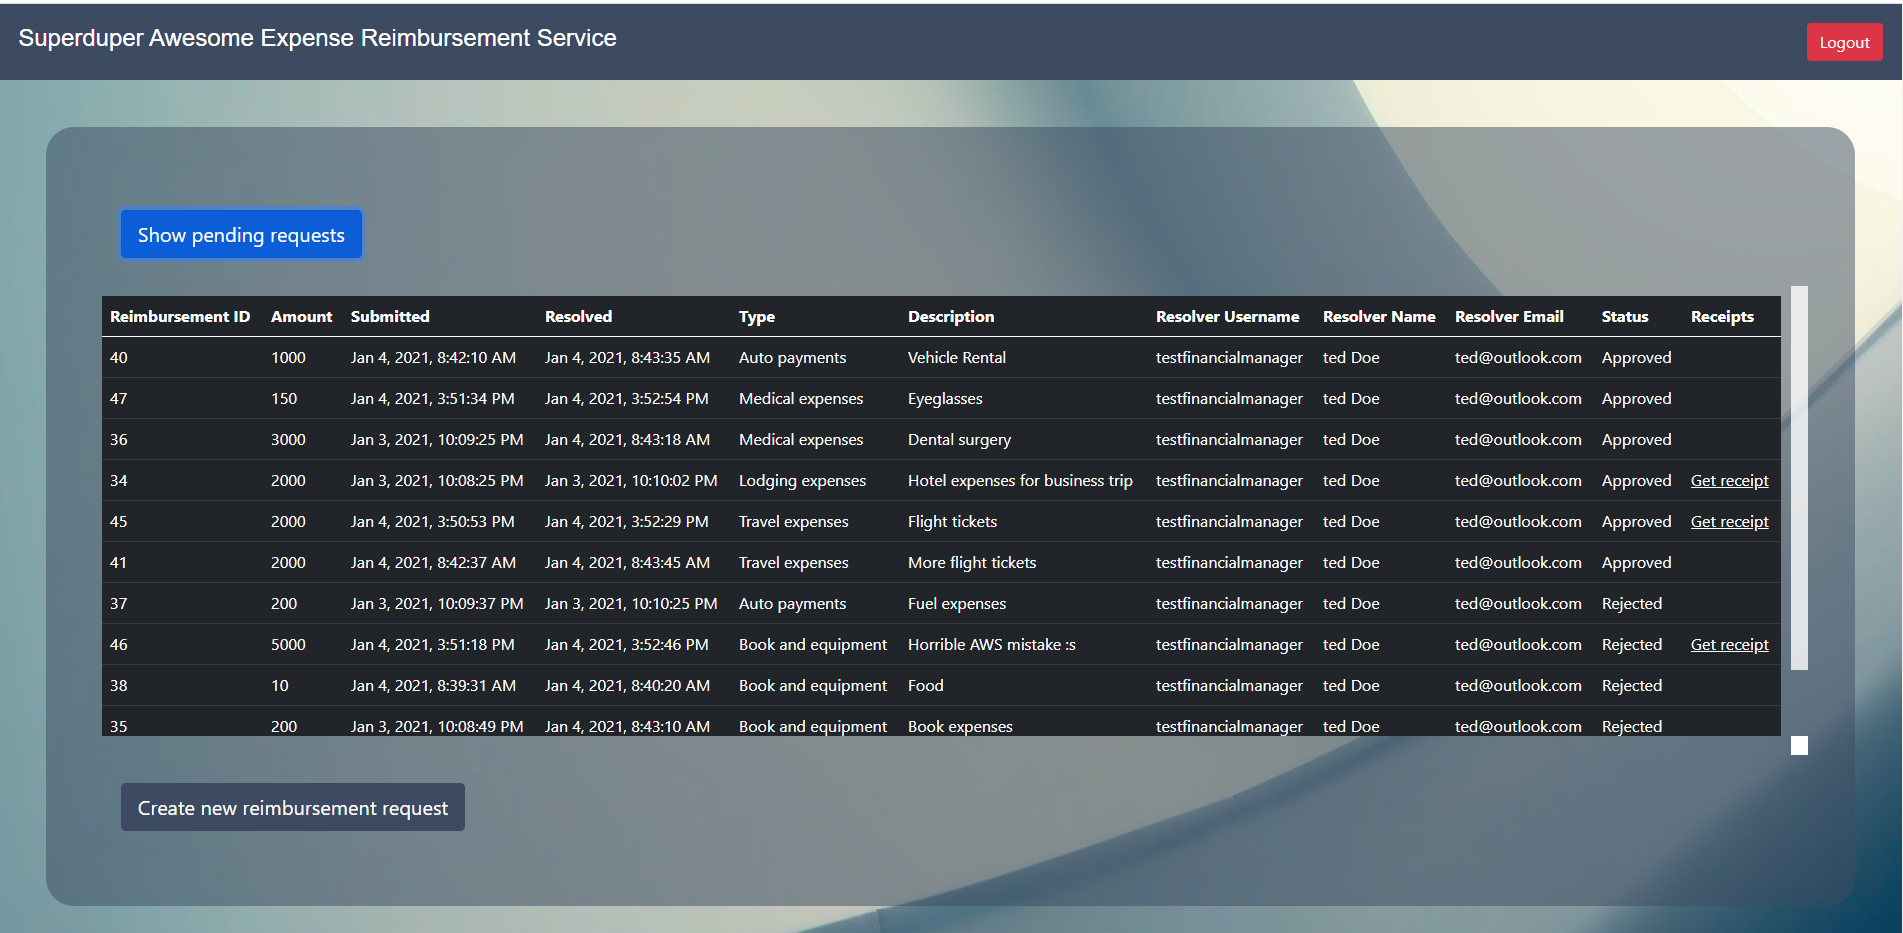 Superduper Awesome Expense Reimbursement Service
Logout
Show pending requests
Reimbursement ID Amount Submitted Resolved Type Description Resolver Username Resolver Name Resolver Email Status Receipts
40 1000 Jan 4, 2021, 8:42:10 AM Jan 4, 2021, 8:43:35 AM Auto payments Vehicle Rental testfinancialmanager ted Doe ted@outlook.com Approved
47 150 Jan 4, 2021, 3:51:34 PM Jan 4, 2021, 3:52:54 PM Medical expenses Eyeglasses testfinancialmanager ted Doe ted@outlook.com Approved
36 3000 Jan 3, 2021, 10:09:25 PM Jan 4, 2021, 8:43:18 AM Medical expenses Dental surgery testfinancialmanager ted Doe ted@outlook.com Approved
34 2000 Jan 3, 2021, 10:08:25 PM Jan 3, 2021, 10:10:02 PM Lodging expenses Hotel expenses for business trip testfinancialmanager ted Doe ted@outlook.com Approved Get receipt
45 2000 Jan 4, 2021, 3:50:53 PM Jan 4, 2021, 3:52:29 PM Travel expenses Flight tickets testfinancialmanager ted Doe ted@outlook.com Approved Get receipt
41 2000 Jan 4, 2021, 8:42:37 AM Jan 4, 2021, 8:43:45 AM Travel expenses More flight tickets testfinancialmanager ted Doe ted@outlook.com Approved
37 200 Jan 3, 2021, 10:09:37 PM Jan 3, 2021, 10:10:25 PM Auto payments Fuel expenses testfinancialmanager ted Doe ted@outlook.com Rejected
46 5000 Jan 4, 2021, 3:51:18 PM Jan 4, 2021, 3:52:46 PM Book and equipment Horrible AWS mistake :s testfinancialmanager ted Doe ted@outlook.com Rejected Get receipt
38 10 Jan 4, 2021, 8:39:31 AM Jan 4, 2021, 8:40:20 AM Book and equipment Food testfinancialmanager ted Doe ted@outlook.com Rejected
35 200 Jan 3, 2021, 10:08:49 PM Jan 4, 2021, 8:43:10 AM Book and equipment Book expenses testfinancialmanager ted Doe ted@outlook.com Rejected
Create new reimbursement request